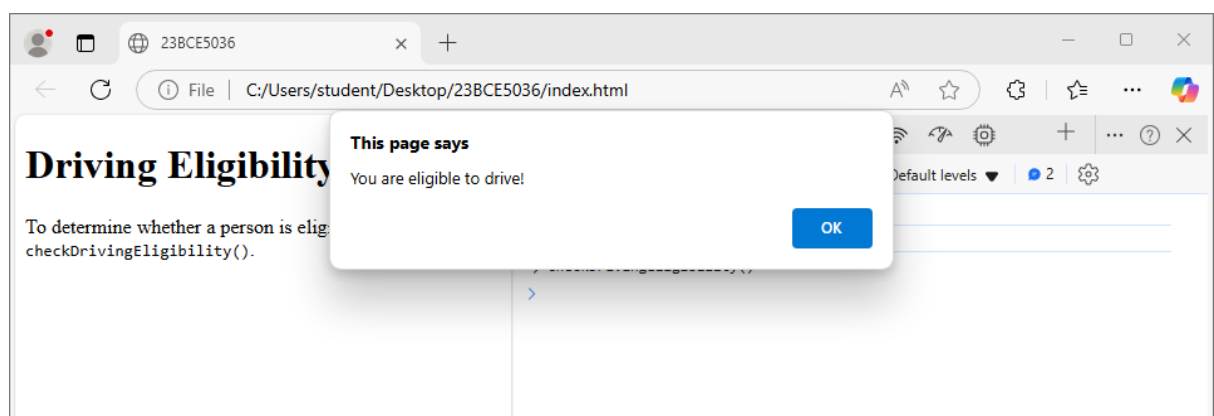 23BCE5036
File
C:/Users/student/Desktop/23BCE5036/index.html
This page says
You are eligible to drive!
OK
Driving Eligibility
To determine whether a person is
checkDrivingEligibility().
Default levels
2